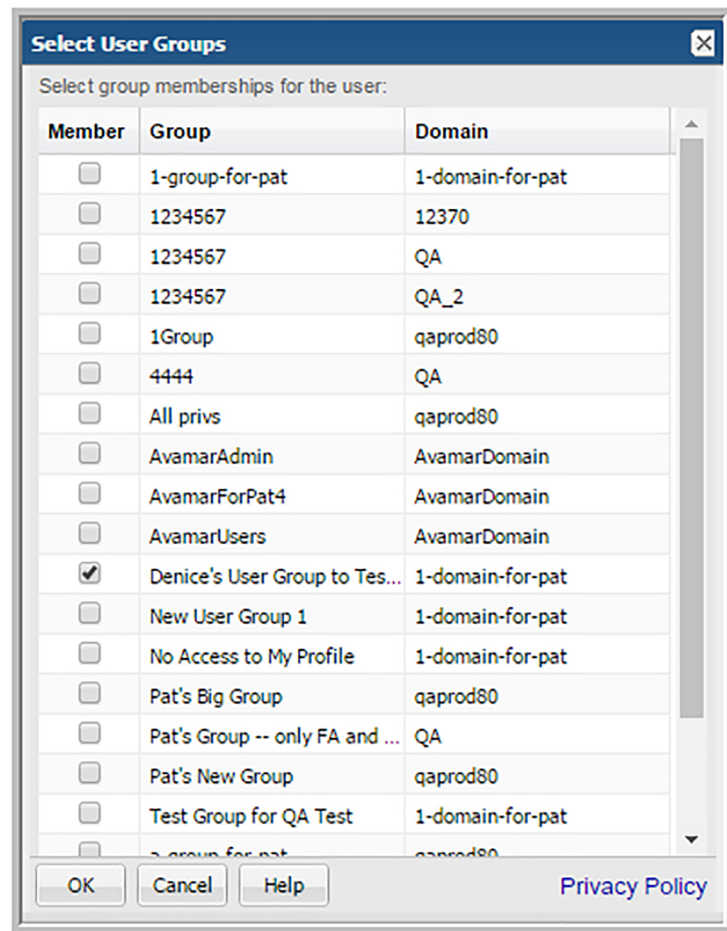 Select User Groups
Select group memberships for the user:
Member Group Domain
1-group-for-pat 1-domain-for-pat
1234567 12370
1234567 QA
1234567 QA_2
1Group qaprod80
4444 QA
All privs qaprod80
AvamarAdmin AvamarDomain
AvamarForPat4 AvamarDomain
AvamarUsers AvamarDomain
Denice's User Group to Tes... 1-domain-for-pat
New User Group 1 1-domain-for-pat
No Access to My Profile 1-domain-for-pat
Pat's Big Group qaprod80
Pat's Group -- only FA and ... QA
Pat's New Group qaprod80
Test Group for QA Test 1-domain-for-pat
a-group-for-pat qaprod80
OK Cancel Help Privacy Policy